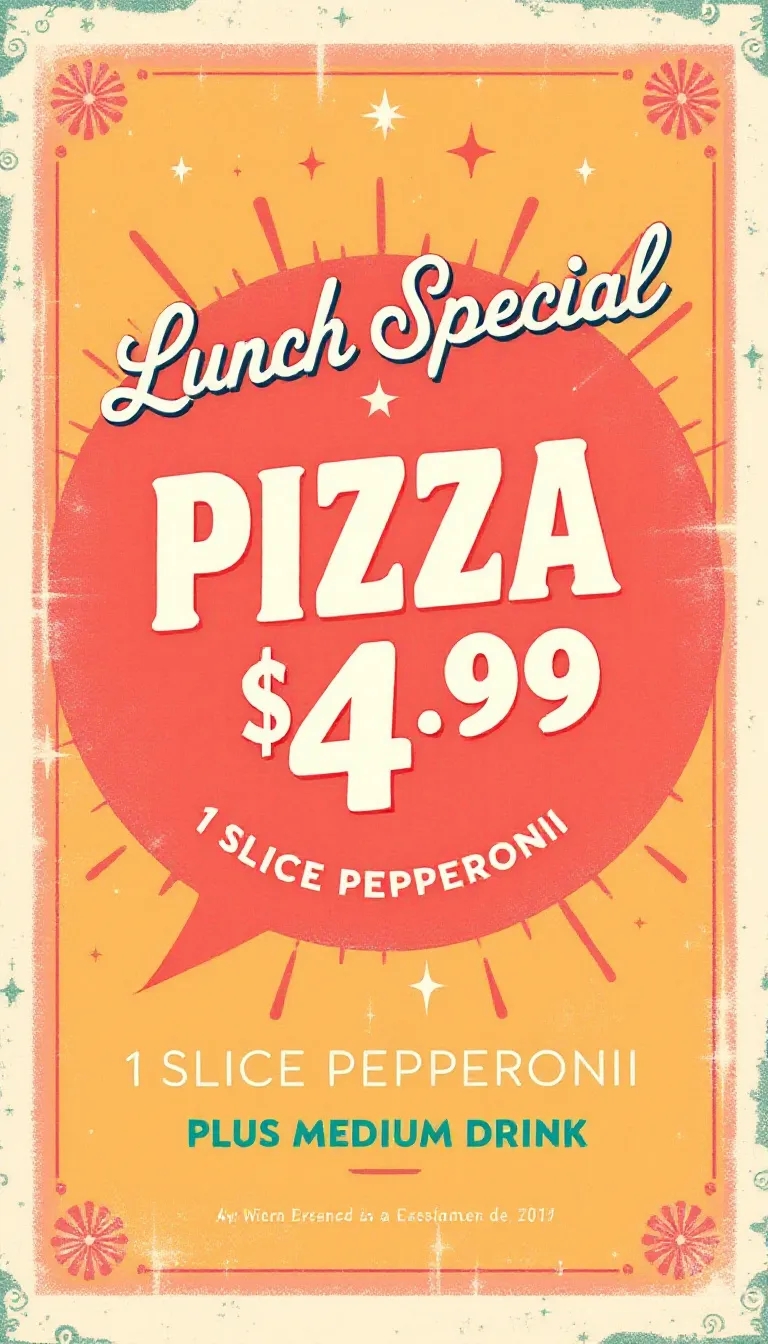 Lunch Special
PIZZA
$4.99
1 SLICE PEPPERONII
1 SLICE PEPPERONII
PLUS MEDIUM DRINK